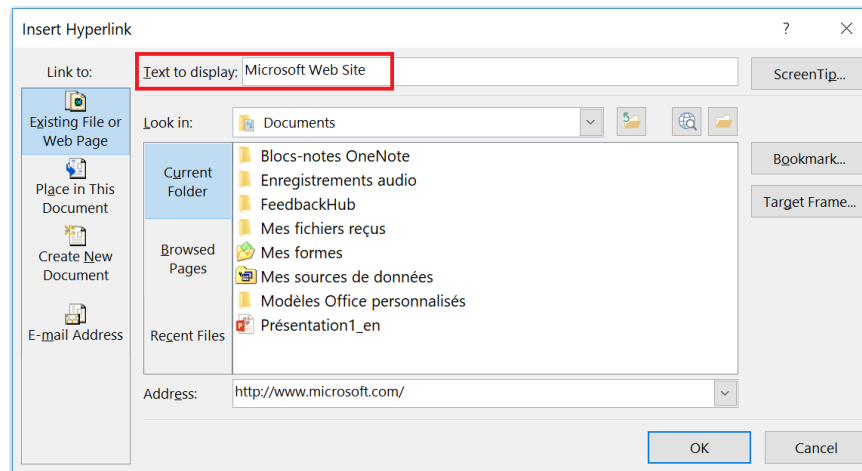 Insert Hyperlink
?
Link to:
Text to display: Microsoft Web Site
ScreenTip...
Existing File or
Web Page
Place in This
Document
Create New
Document
E-mail Address
Look in: Documents
Current
Folder
Browsed
Pages
Recent Files
Blocs-notes OneNote
Enregistrements audio
FeedbackHub
Mes fichiers reçus
Mes formes
Mes sources de données
Modèles Office personnalisés
Présentation1_en
Bookmark...
Target Frame...
Address: http://www.microsoft.com/
OK
Cancel